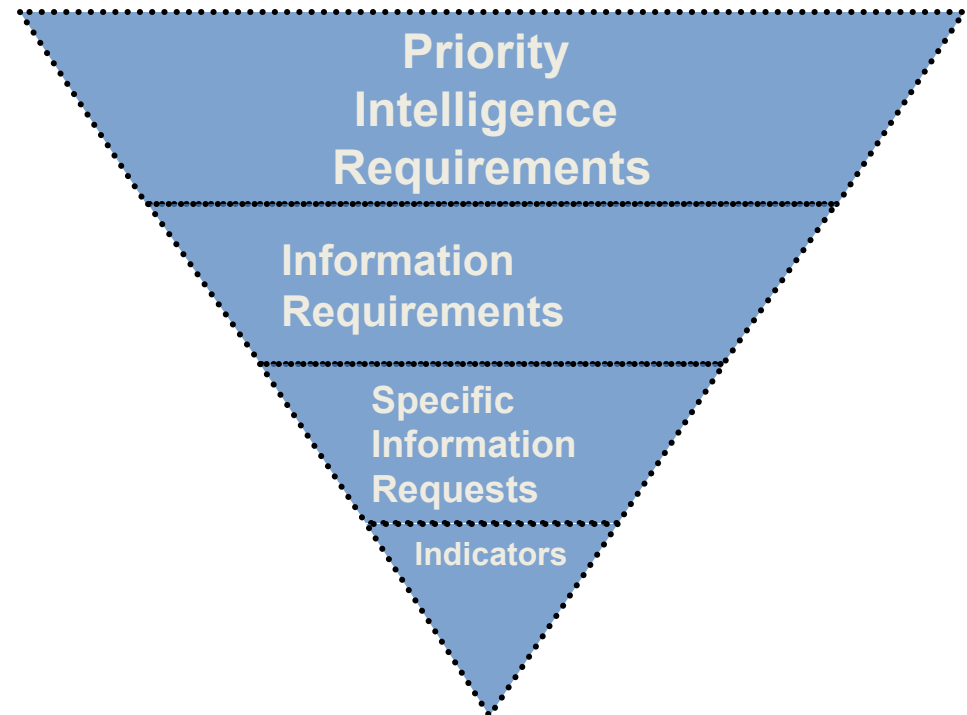 Priority
Intelligence
Requirements
Information
Requirements
Specific
Information
Requests
Indicators